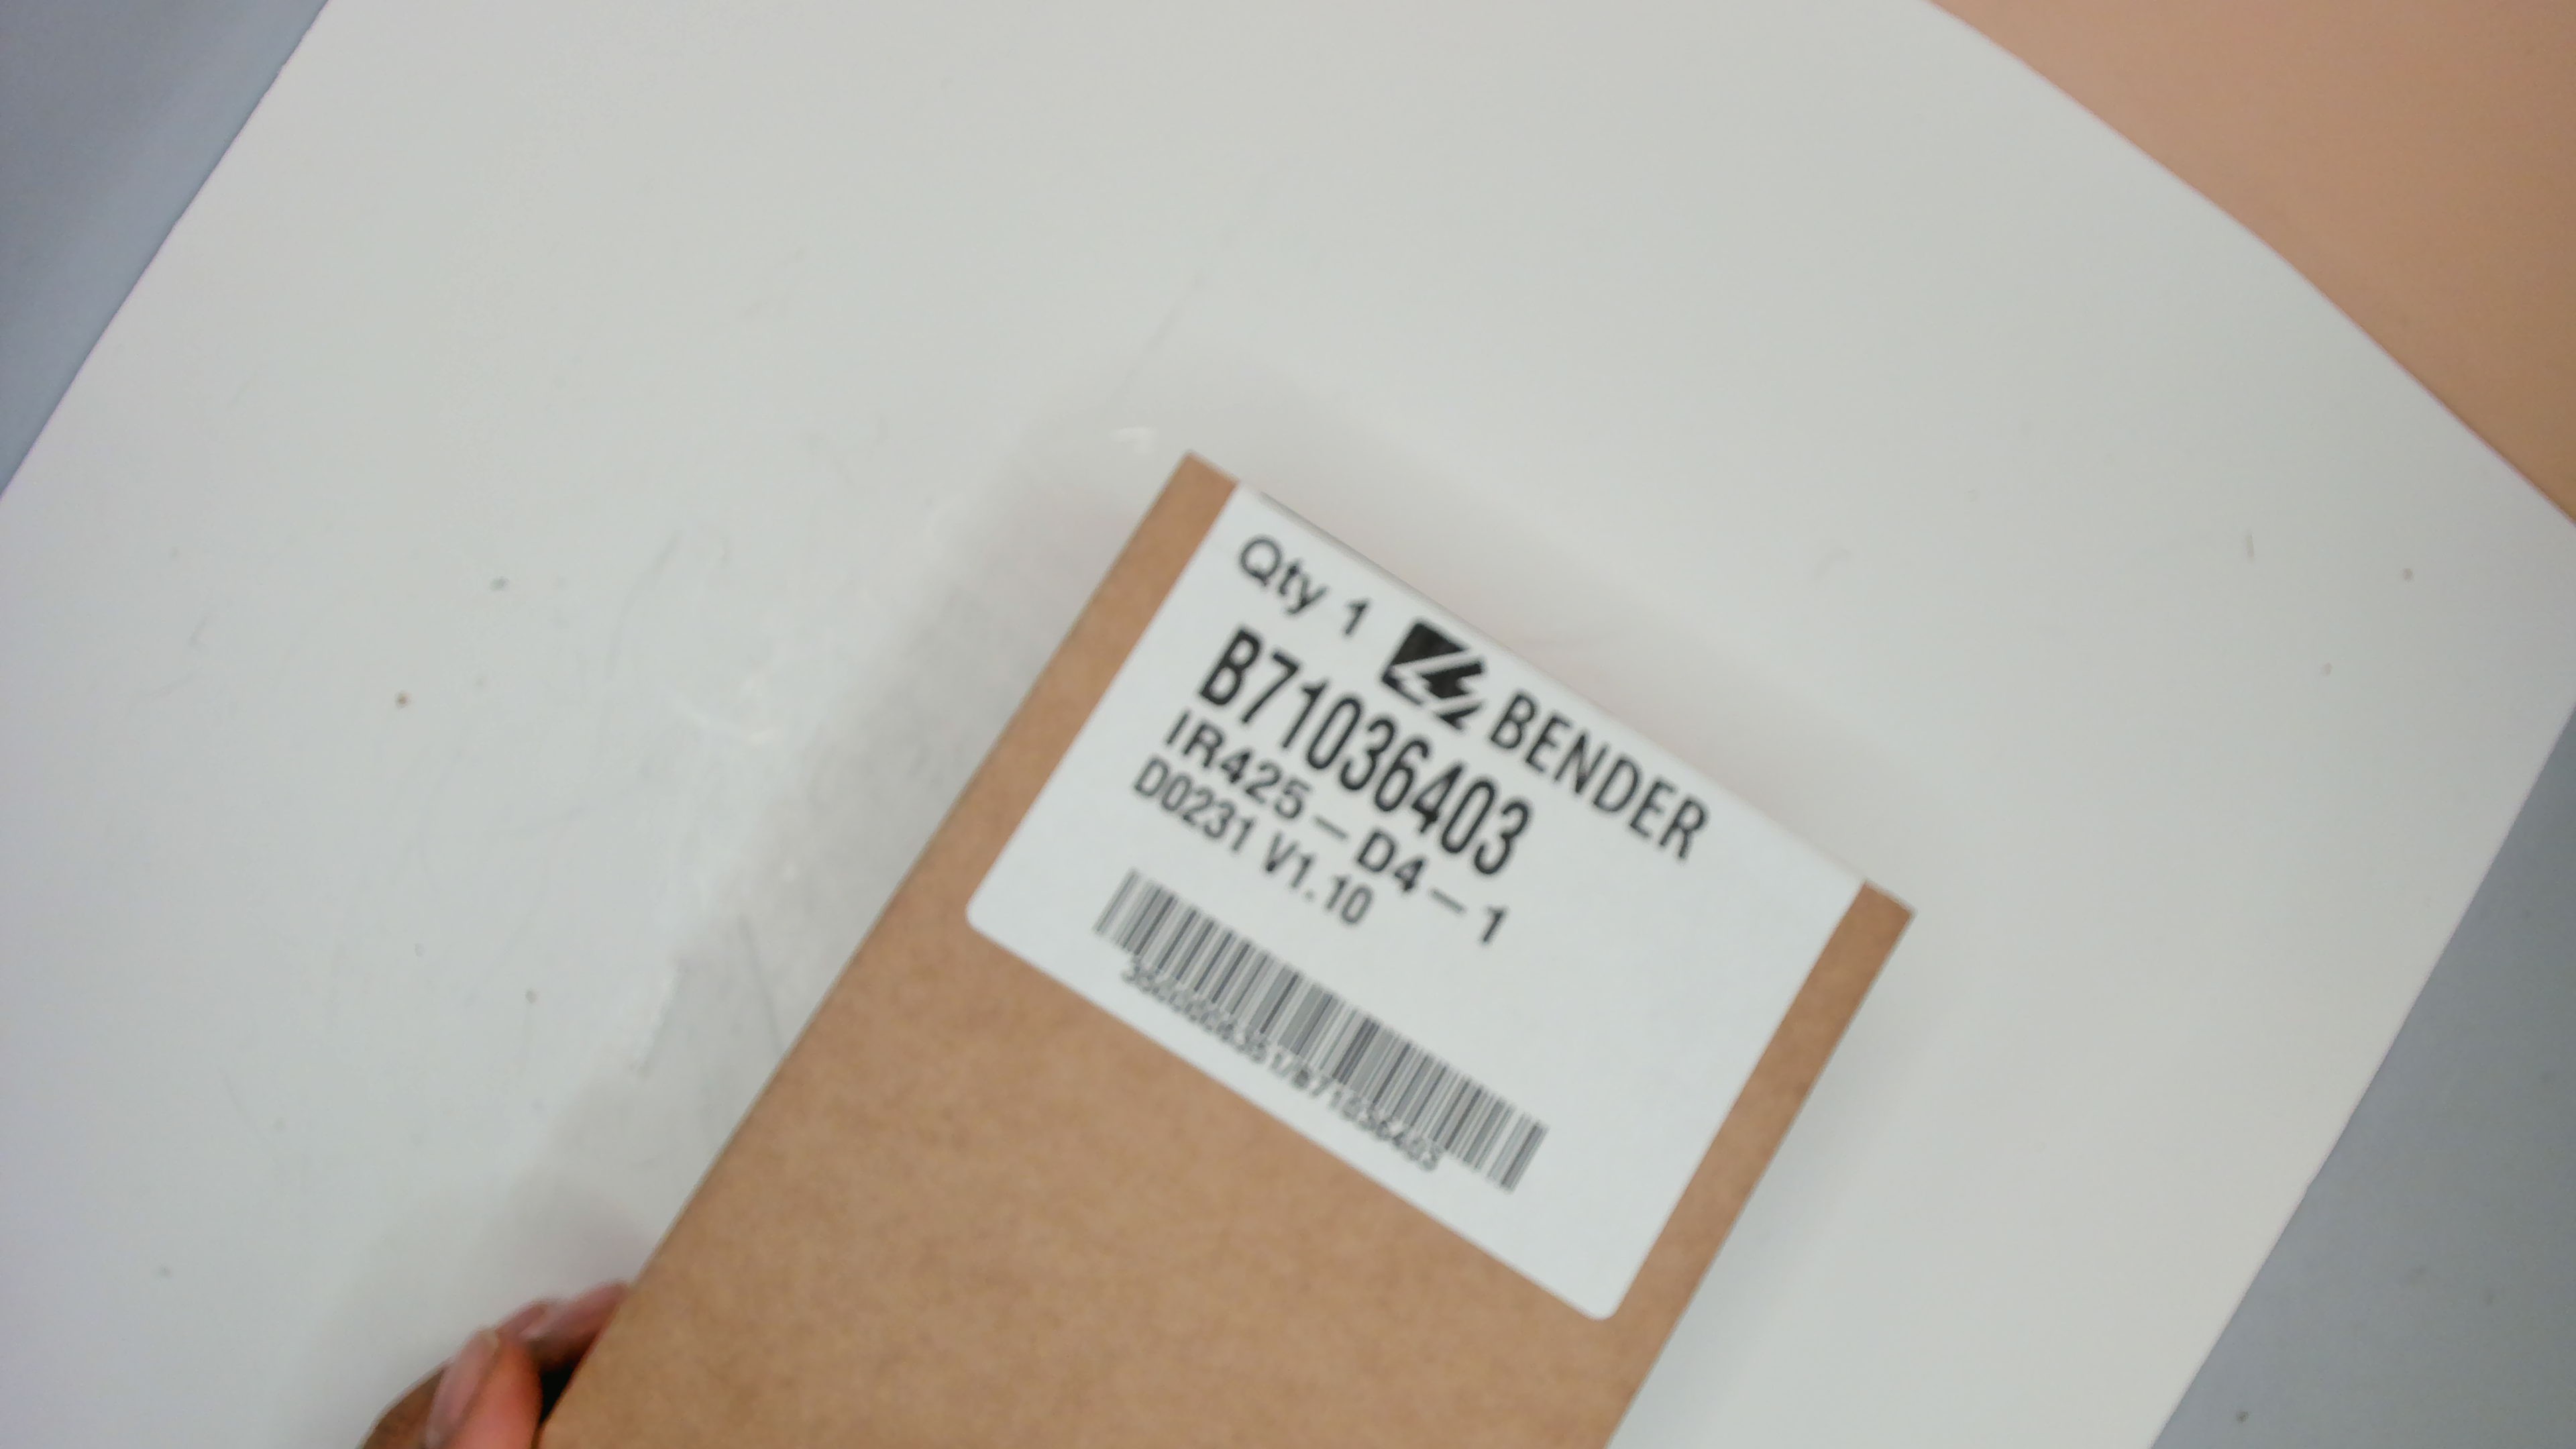 Qty 1
BENDER
B71036403
IR425-D4-1
D0231 V1.10